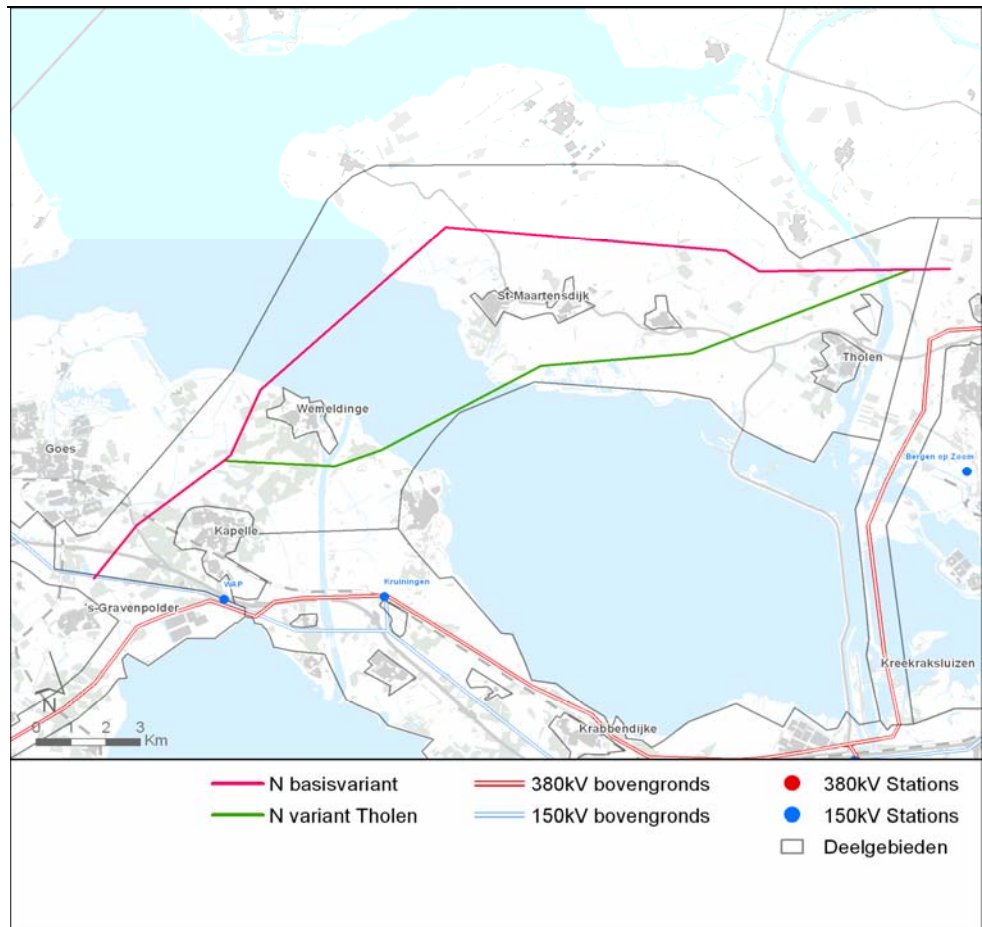 St-Maartensdijk
Tholen
Wemeldinge
Goes
Bergen op Zoom
Kapelle
WAP
Kruiningen
's-Gravenpolder
Kreekraksluizen
N
0 1 2 3
Km
Krabbendijke
N basisvariant 380kV bovengronds 380kV Stations
N variant Tholen 150kV bovengronds 150kV Stations
Deelgebieden